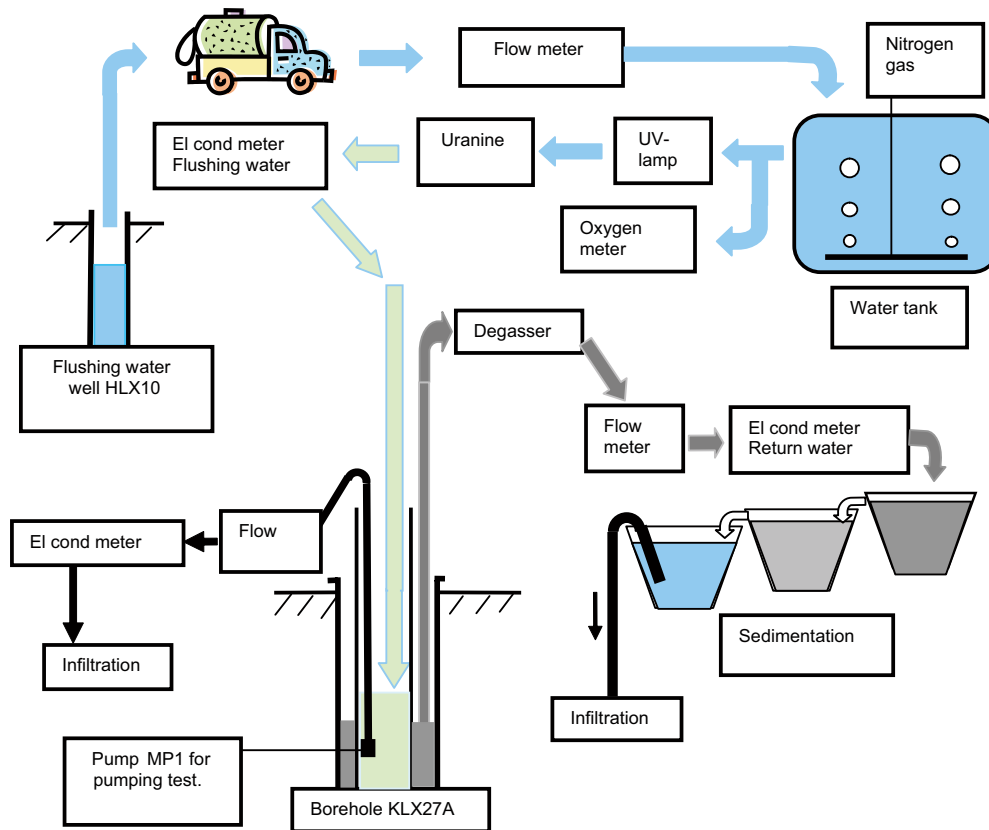 Flow meter
Nitrogen
gas
El cond meter
Flushing water
Uranine
UV-
lamp
Oxygen
meter
Water tank
Flushing water
well HLX10
Degasser
Flow
meter
El cond meter
Return water
El cond meter
Flow
Sedimentation
Infiltration
Infiltration
Pump MP1 for
pumping test.
Borehole KLX27A